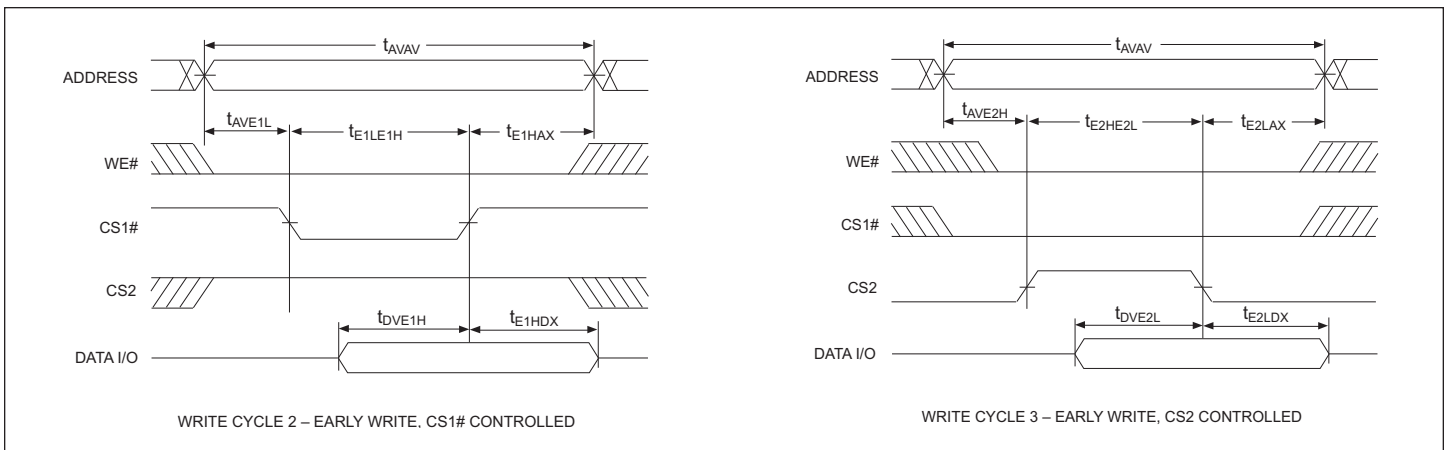 tAVAV
ADDRESS
tAVE1L
tE1LE1H
tE1HAX
WE#
CS1#
CS2
tDVE1H
tE1HDX
DATA I/O
WRITE CYCLE 2 – EARLY WRITE, CS1# CONTROLLED
tAVAV
ADDRESS
tAVE2H
tE2HE2L
tE2LAX
WE#
CS1#
CS2
tDVE2L
tE2LDX
DATA I/O
WRITE CYCLE 3 – EARLY WRITE, CS2 CONTROLLED